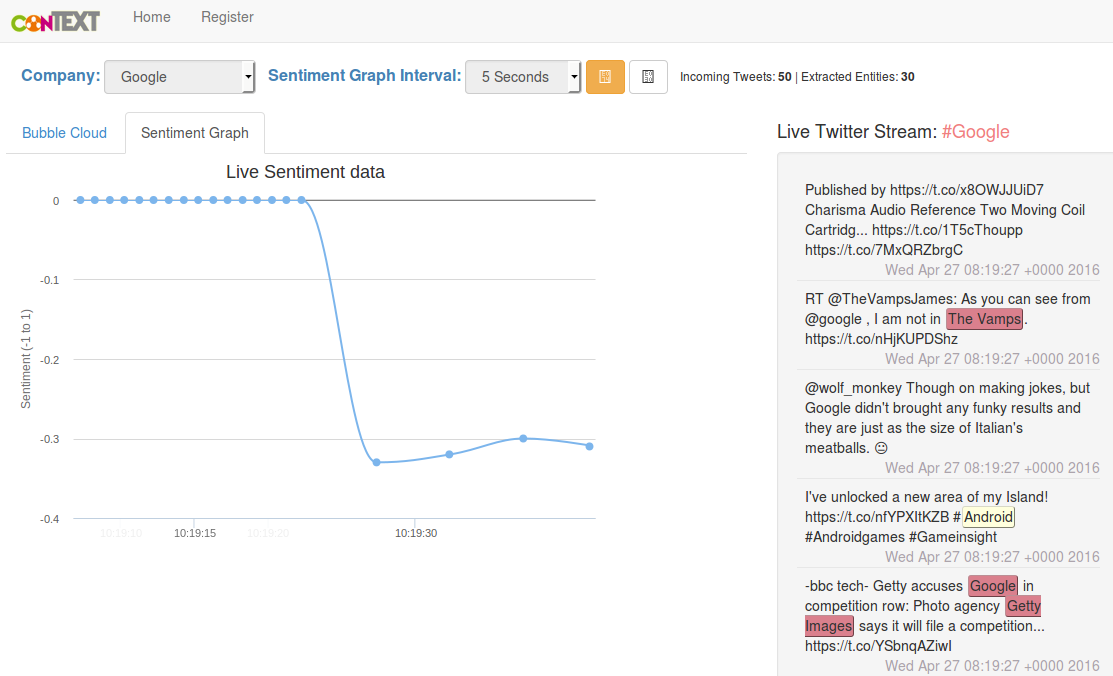 conTEXT Home Register
Company: Google Sentiment Graph Interval: 5 Seconds Incoming Tweets: 50 | Extracted Entities: 30
Bubble Cloud Sentiment Graph
Live Sentiment data
Sentiment (-1 to 1)
0
-0.1
-0.2
-0.3
-0.4
10:19:10 10:19:15 10:19:20 10:19:30
Live Twitter Stream: #Google
Published by https://t.co/x8OWJJUiD7
Charisma Audio Reference Two Moving Coil
Cartridg... https://t.co/1T5cThoupp
https://t.co/7MxQRZbrgC
Wed Apr 27 08:19:27 +0000 2016
RT @TheVampsJames: As you can see from
@google , I am not in The Vamps.
https://t.co/nHjKUPDShz
Wed Apr 27 08:19:27 +0000 2016
@wolf_monkey Though on making jokes, but
Google didn't brought any funky results and
they are just as the size of Italian's
meatballs. 😐
Wed Apr 27 08:19:27 +0000 2016
I've unlocked a new area of my Island!
https://t.co/nfYPXItKZB #Android
#Androidgames #Gameinsight
Wed Apr 27 08:19:27 +0000 2016
-bbc tech- Getty accuses Google in
competition row: Photo agency Getty
Images says it will file a competition...
https://t.co/YSbnqAZiwI
Wed Apr 27 08:19:27 +0000 2016